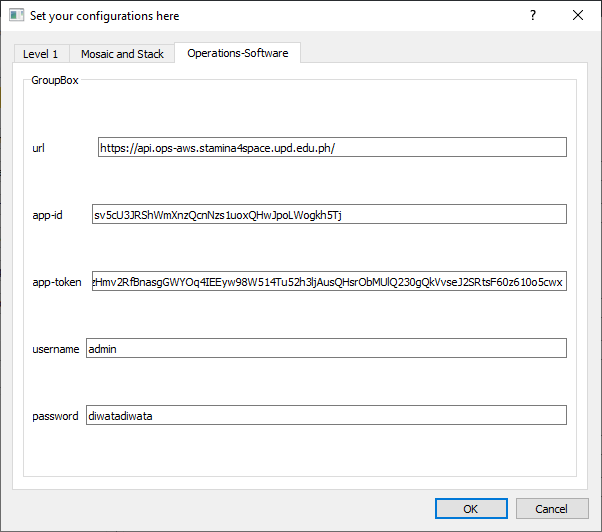 Set your configurations here
Level 1 Mosaic and Stack Operations-Software
GroupBox
url https://api.ops-aws.stamina4space.upd.edu.ph/
app-id sv5cU3JRShWmXnzQcnNzs1uoxQHwJpoLWogkh5Tj
app-token zHmv2RfBnasgGWYOq4IEEyw98W514Tu52h3ljAusQHsrObMUlQ230gQkVvseJ2SRtsF60z610o5cwx
username admin
password diwatadiwata
OK Cancel